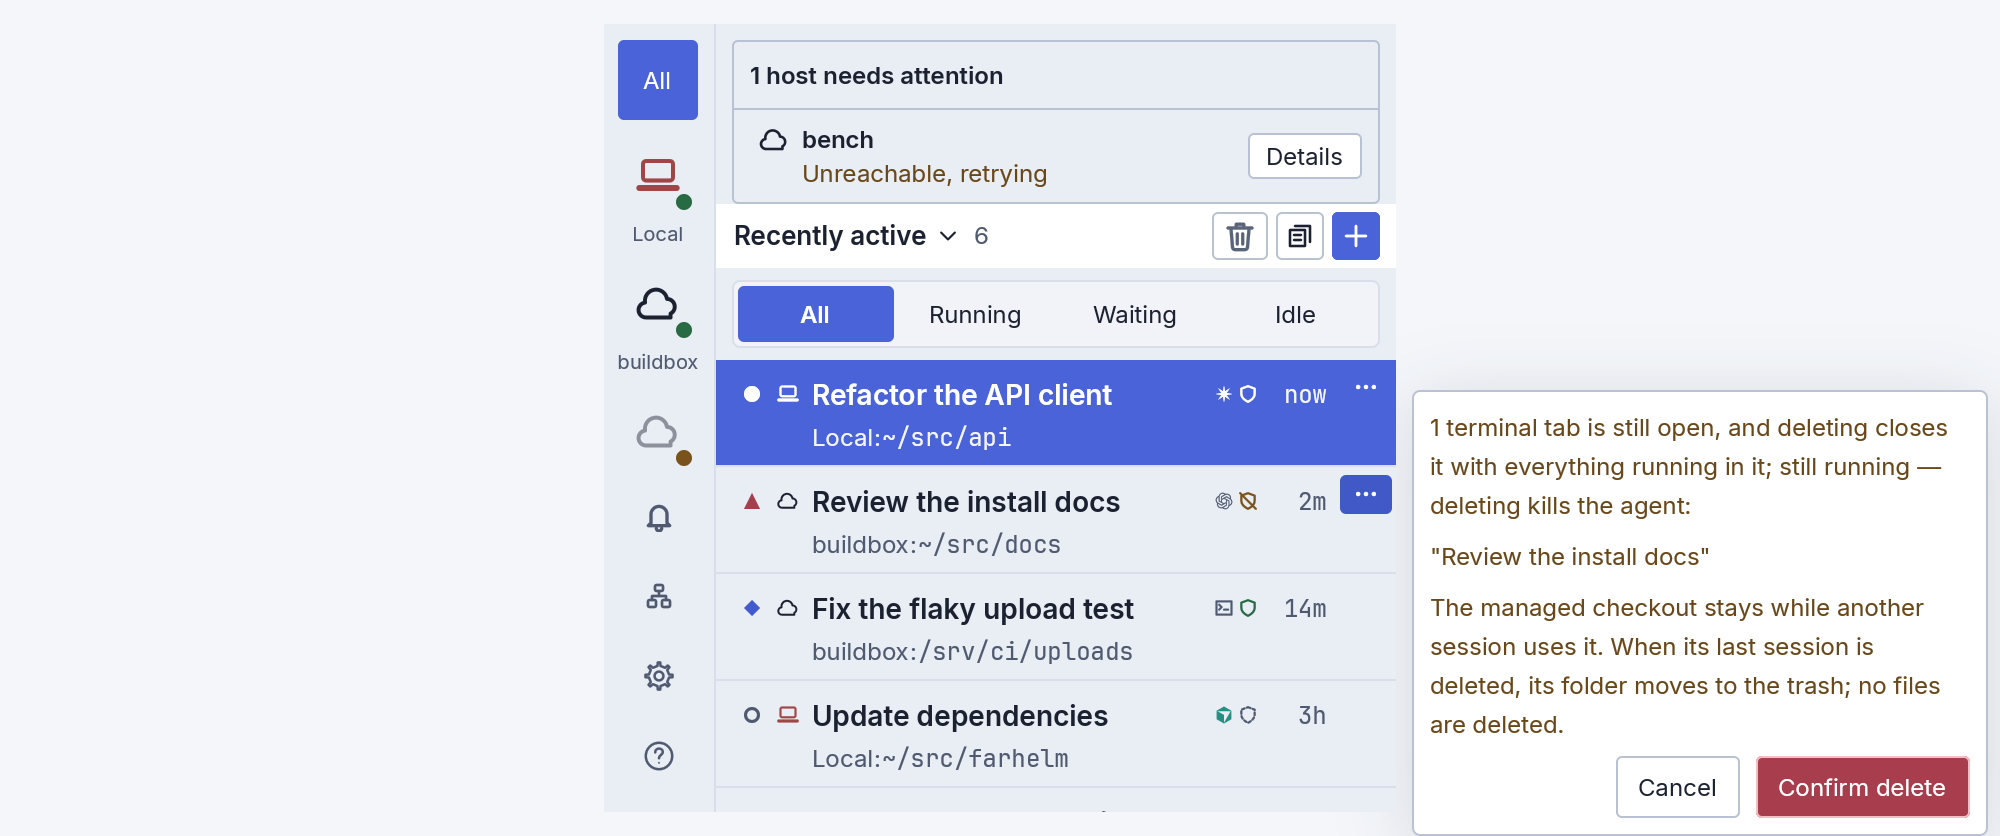 All
Local
buildbox
1 host needs attention
bench
Unreachable, retrying
Details
Recently active 6
All Running Waiting Idle
Refactor the API client now
Local:~/src/api
Review the install docs 2m
buildbox:~/src/docs
Fix the flaky upload test 14m
buildbox:/srv/ci/uploads
Update dependencies 3h
Local:~/src/farhelm
1 terminal tab is still open, and deleting closes
it with everything running in it; still running —
deleting kills the agent:
"Review the install docs"
The managed checkout stays while another
session uses it. When its last session is
deleted, its folder moves to the trash; no files
are deleted.
Cancel Confirm delete